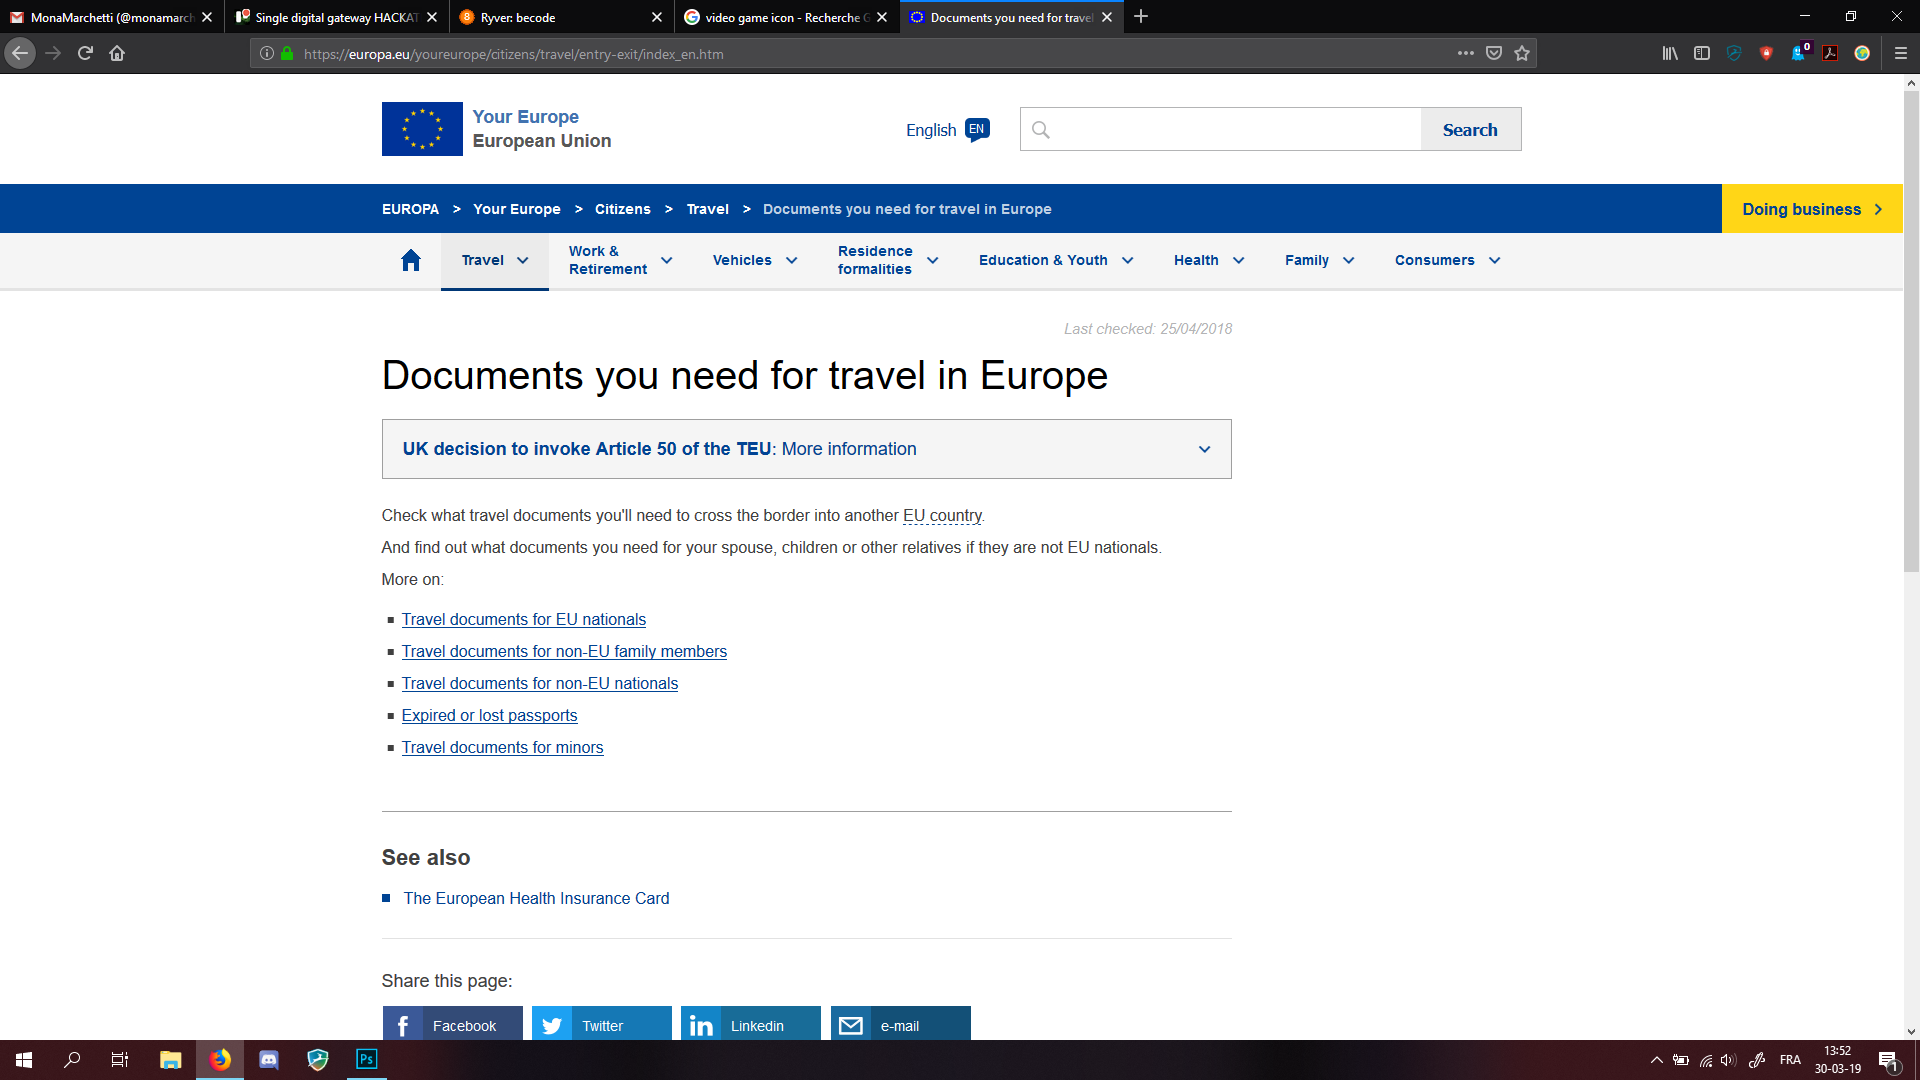 MonaMarchetti (@monamarch
Single digital gateway HACKAT
Ryver: becode
video game icon - Recherche G
Documents you need for travel
https://europa.eu/youreurope/citizens/travel/entry-exit/index_en.htm
0
Your Europe
European Union
English EN
Search
EUROPA > Your Europe > Citizens > Travel > Documents you need for travel in Europe
Doing business
Travel
Work & Retirement
Vehicles
Residence formalities
Education & Youth
Health
Family
Consumers
Last checked: 25/04/2018
Documents you need for travel in Europe
UK decision to invoke Article 50 of the TEU: More information
Check what travel documents you'll need to cross the border into another EU country.
And find out what documents you need for your spouse, children or other relatives if they are not EU nationals.
More on:
Travel documents for EU nationals
Travel documents for non-EU family members
Travel documents for non-EU nationals
Expired or lost passports
Travel documents for minors
See also
The European Health Insurance Card
Share this page:
Facebook
Twitter
Linkedin
e-mail
Ps
FRA
13:52
30-03-19
1